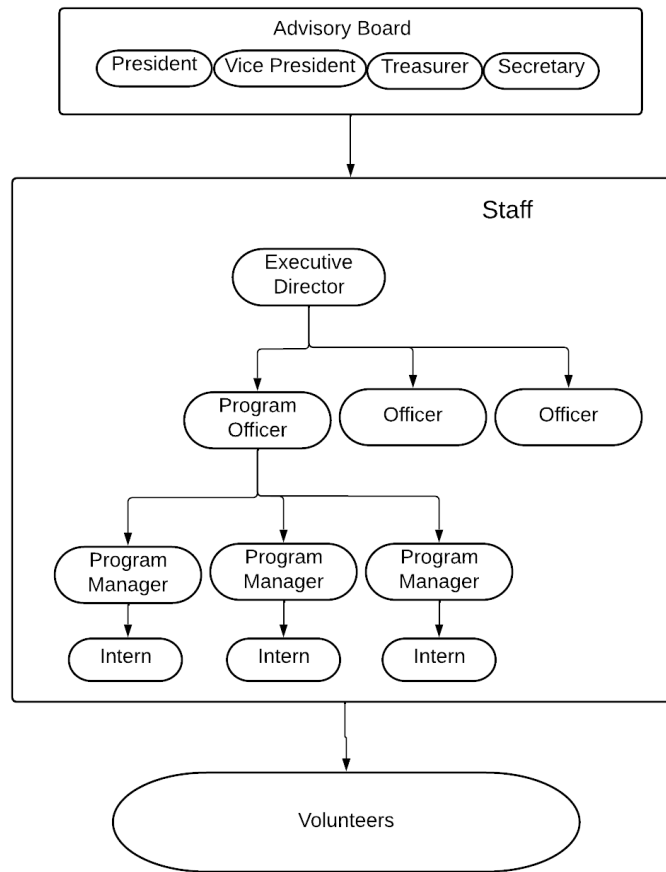 Advisory Board
President Vice President Treasurer Secretary
Staff
Executive
Director
Program
Officer
Officer
Officer
Program
Manager
Program
Manager
Program
Manager
Intern
Intern
Intern
Volunteers